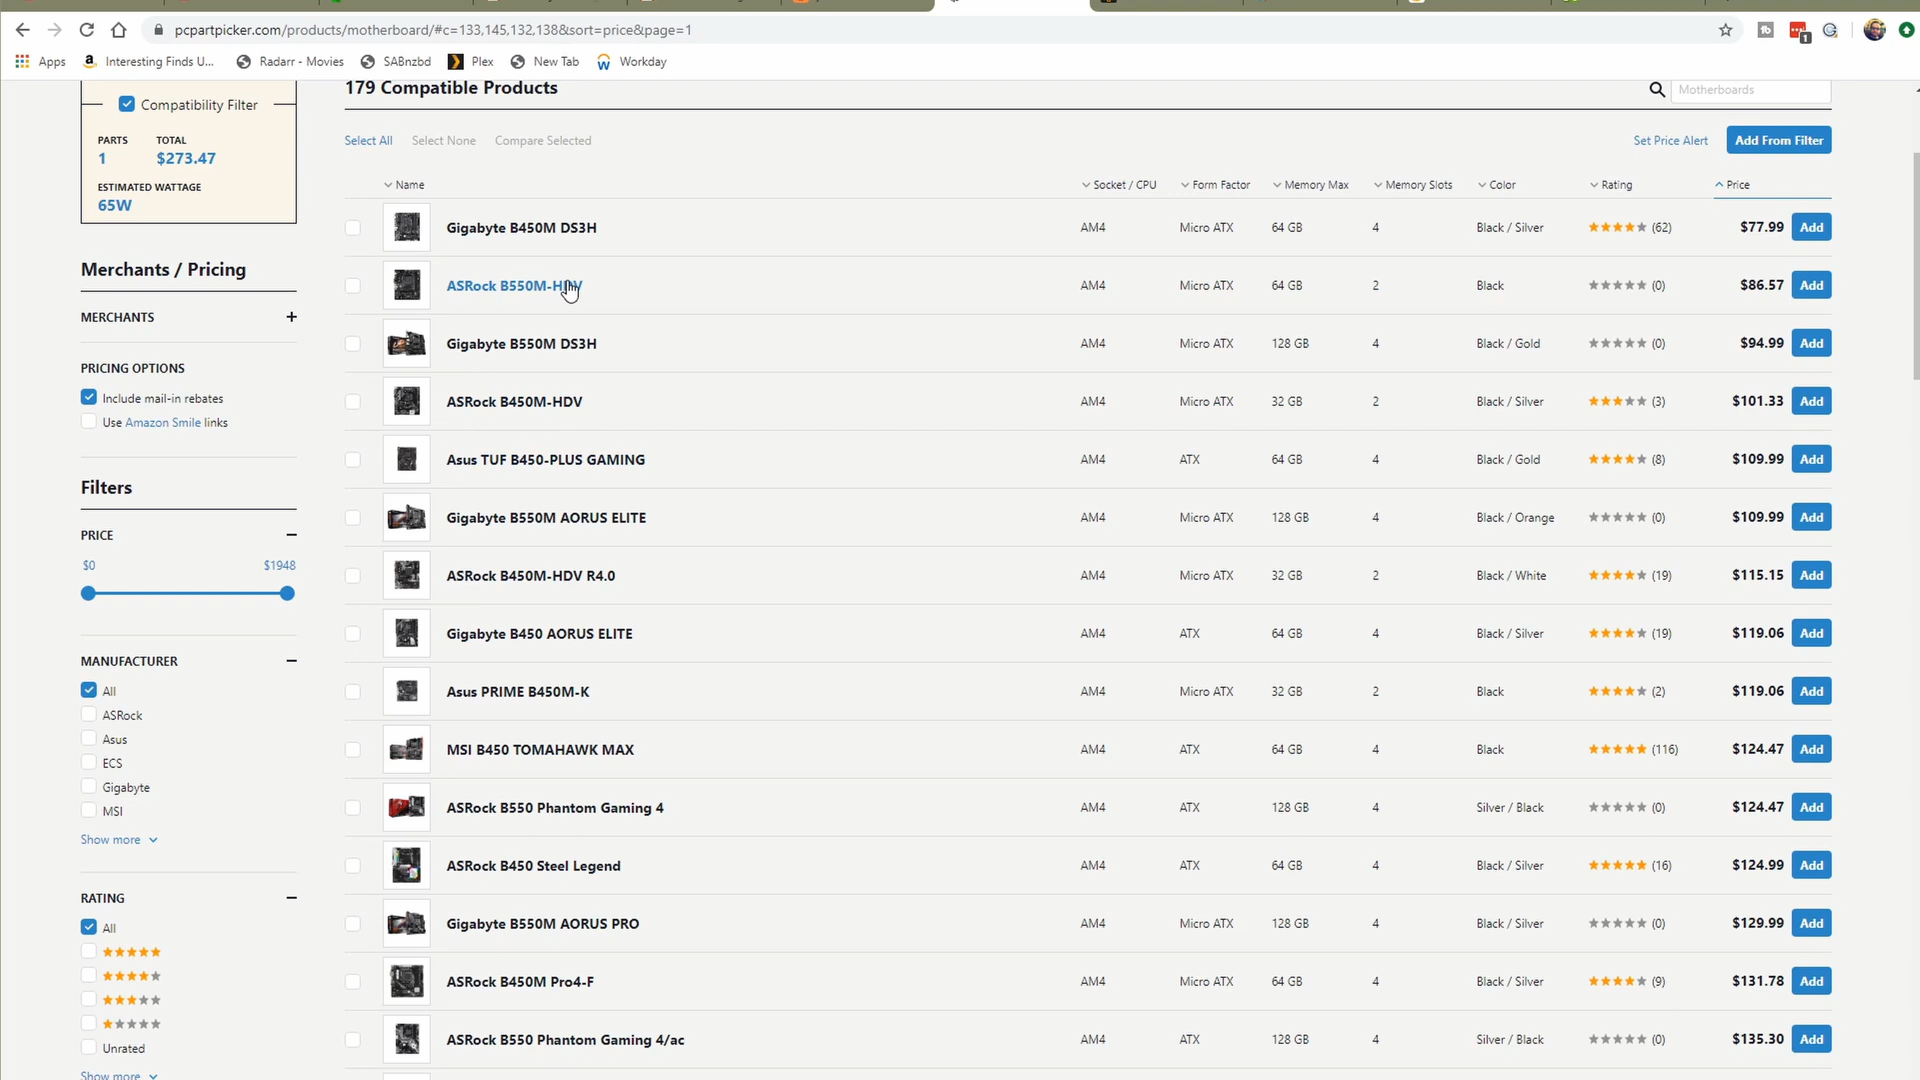 pcpartpicker.com/products/motherboard/#c=133,145,132,138&sort=price&page=1
1
Apps Interesting Finds U... Radarr - Movies SABnzbd Plex New Tab Workday
Compatibility Filter
PARTS TOTAL
1 $273.47
ESTIMATED WATTAGE
65W
Merchants / Pricing
MERCHANTS +
PRICING OPTIONS
Include mail-in rebates
Use Amazon Smile links
Filters
PRICE
$0 $1948
MANUFACTURER
All
ASRock
Asus
ECS
Gigabyte
MSI
Show more
RATING
All
Unrated
Show more
179 Compatible Products
Motherboards
Select All Select None Compare Selected Set Price Alert Add From Filter
Name Socket / CPU Form Factor Memory Max Memory Slots Color Rating Price
Gigabyte B450M DS3H AM4 Micro ATX 64 GB 4 Black / Silver (62) $77.99 Add
ASRock B550M-HDV AM4 Micro ATX 64 GB 2 Black (0) $86.57 Add
Gigabyte B550M DS3H AM4 Micro ATX 128 GB 4 Black / Gold (0) $94.99 Add
ASRock B450M-HDV AM4 Micro ATX 32 GB 2 Black / Silver (3) $101.33 Add
Asus TUF B450-PLUS GAMING AM4 ATX 64 GB 4 Black / Gold (8) $109.99 Add
Gigabyte B550M AORUS ELITE AM4 Micro ATX 128 GB 4 Black / Orange (0) $109.99 Add
ASRock B450M-HDV R4.0 AM4 Micro ATX 32 GB 2 Black / White (19) $115.15 Add
Gigabyte B450 AORUS ELITE AM4 ATX 64 GB 4 Black / Silver (19) $119.06 Add
Asus PRIME B450M-K AM4 Micro ATX 32 GB 2 Black (2) $119.06 Add
MSI B450 TOMAHAWK MAX AM4 ATX 64 GB 4 Black (116) $124.47 Add
ASRock B550 Phantom Gaming 4 AM4 ATX 128 GB 4 Silver / Black (0) $124.47 Add
ASRock B450 Steel Legend AM4 ATX 64 GB 4 Black / Silver (16) $124.99 Add
Gigabyte B550M AORUS PRO AM4 Micro ATX 128 GB 4 Black / Silver (0) $129.99 Add
ASRock B450M Pro4-F AM4 Micro ATX 64 GB 4 Black / Silver (9) $131.78 Add
ASRock B550 Phantom Gaming 4/ac AM4 ATX 128 GB 4 Silver / Black (0) $135.30 Add